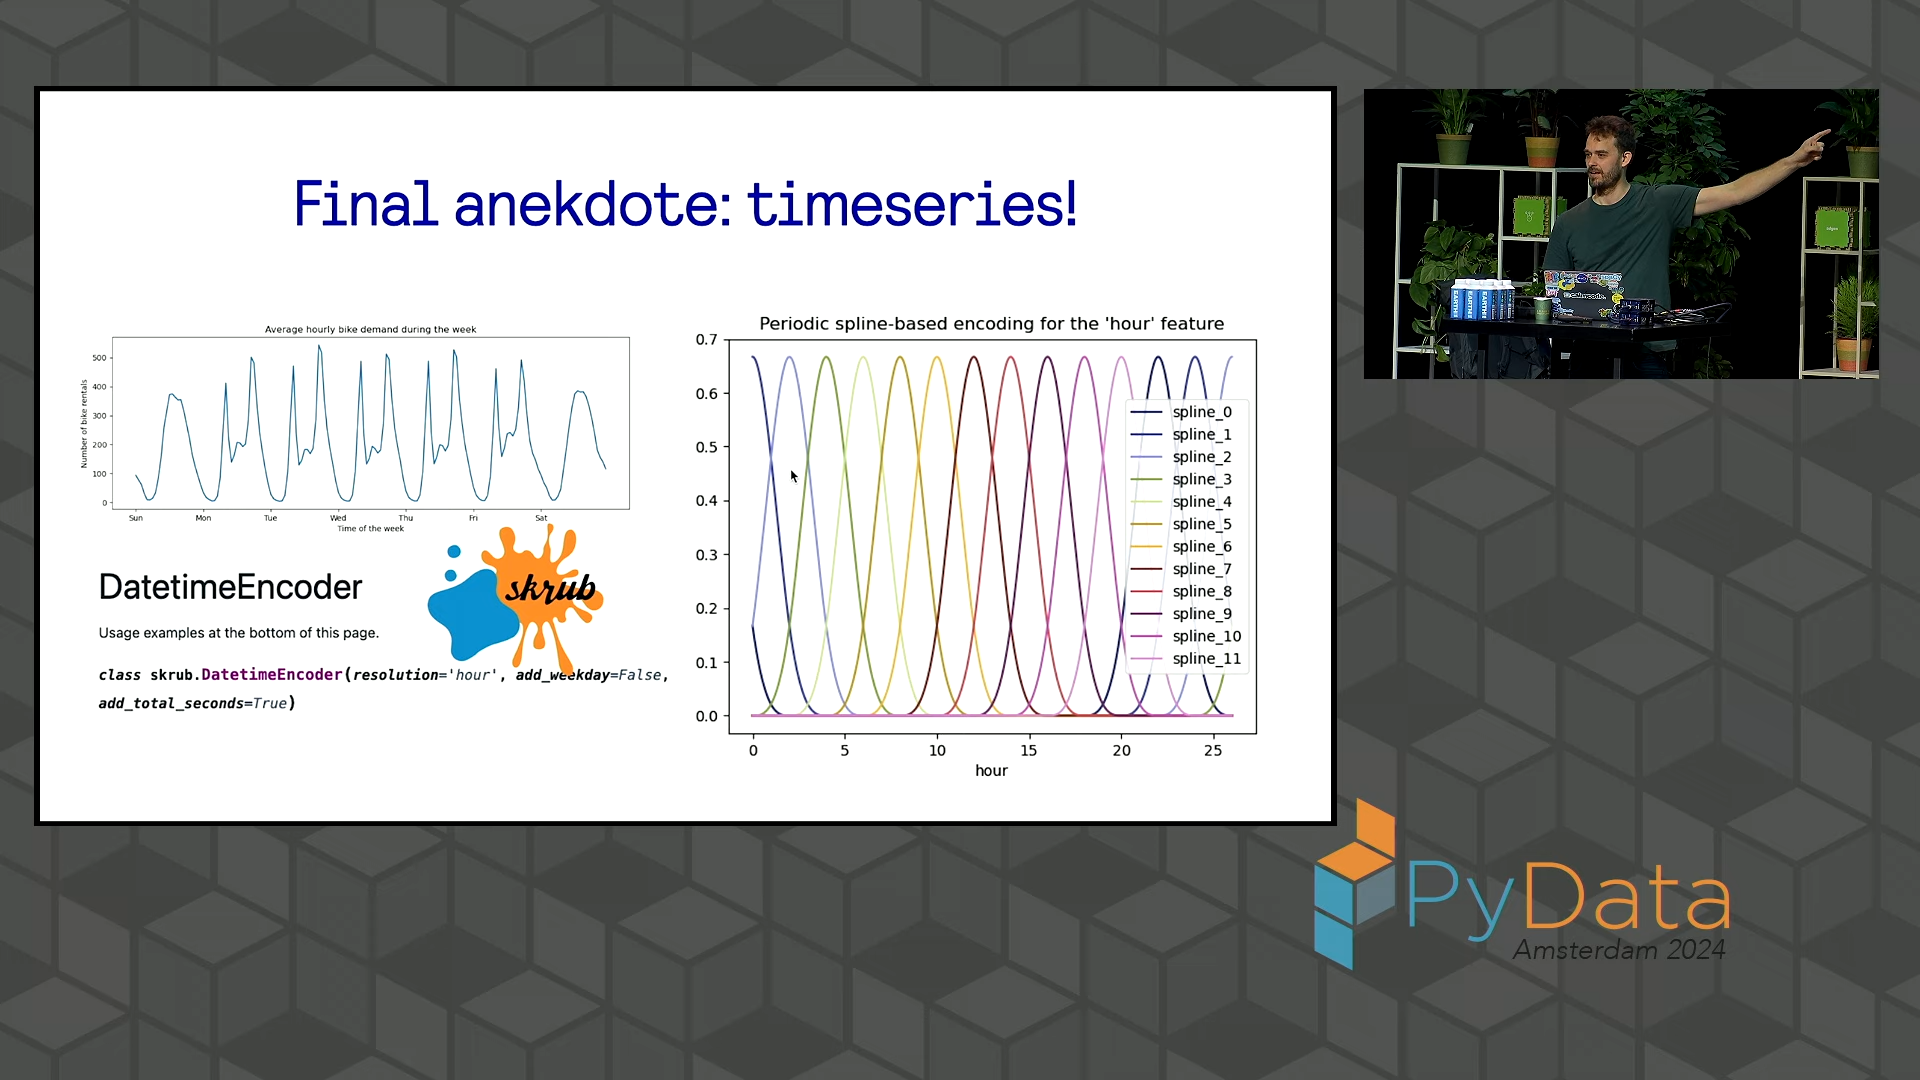 Final anekdote: timeseries!
Average hourly bike demand during the week
Number of bike rentals
500
400
300
200
100
0
Sun Mon Tue Wed Thu Fri Sat
Time of the week
DatetimeEncoder
skrub
Usage examples at the bottom of this page.
class skrub.DatetimeEncoder(resolution='hour', add_weekday=False,
add_total_seconds=True)
Periodic spline-based encoding for the 'hour' feature
0.7
0.6
0.5
0.4
0.3
0.2
0.1
0.0
0 5 10 15 20 25
hour
spline_0
spline_1
spline_2
spline_3
spline_4
spline_5
spline_6
spline_7
spline_8
spline_9
spline_10
spline_11
EARTH EARTH EARTH
PyData
Amsterdam 2024